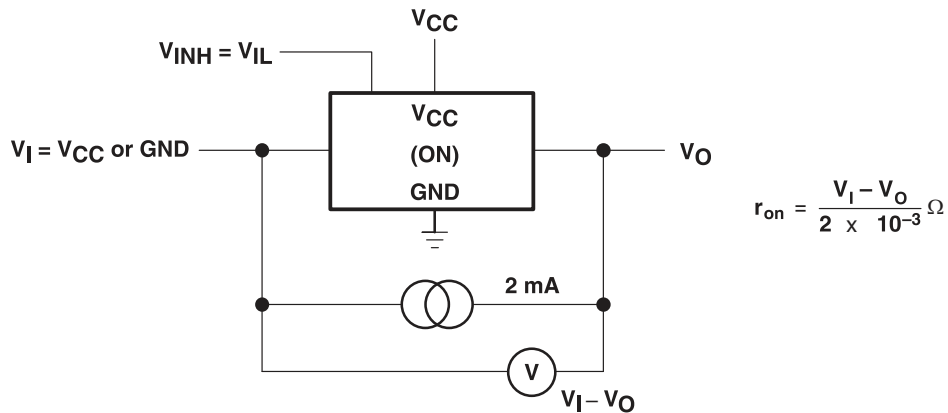 VCC
VINH = VIL
VCC
(ON)
GND
VI = VCC or GND
VO
ron = VI – VO / 2 x 10–3 Ω
2 mA
V
VI – VO